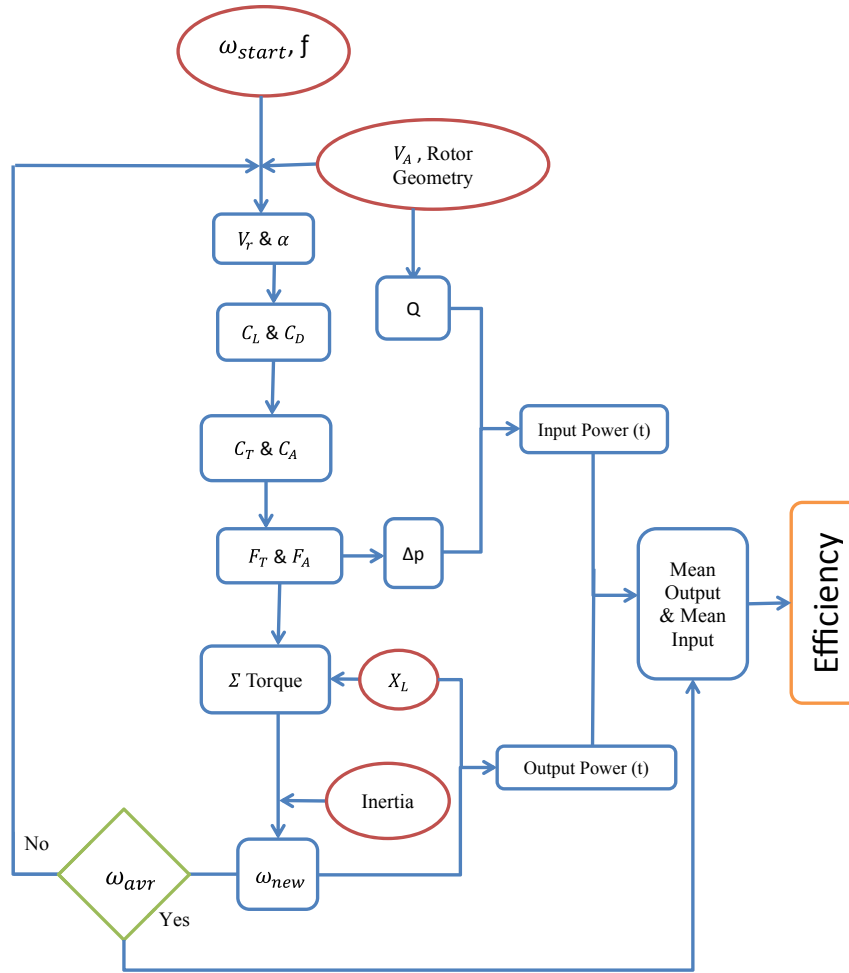 ω_start, ƒ
V_A , Rotor
Geometry
V_r & α
Q
C_L & C_D
C_T & C_A
Input Power (t)
F_T & F_A
Δp
Mean
Output
& Mean
Input
Efficiency
Σ Torque
X_L
Output Power (t)
Inertia
No
ω_avr
ω_new
Yes